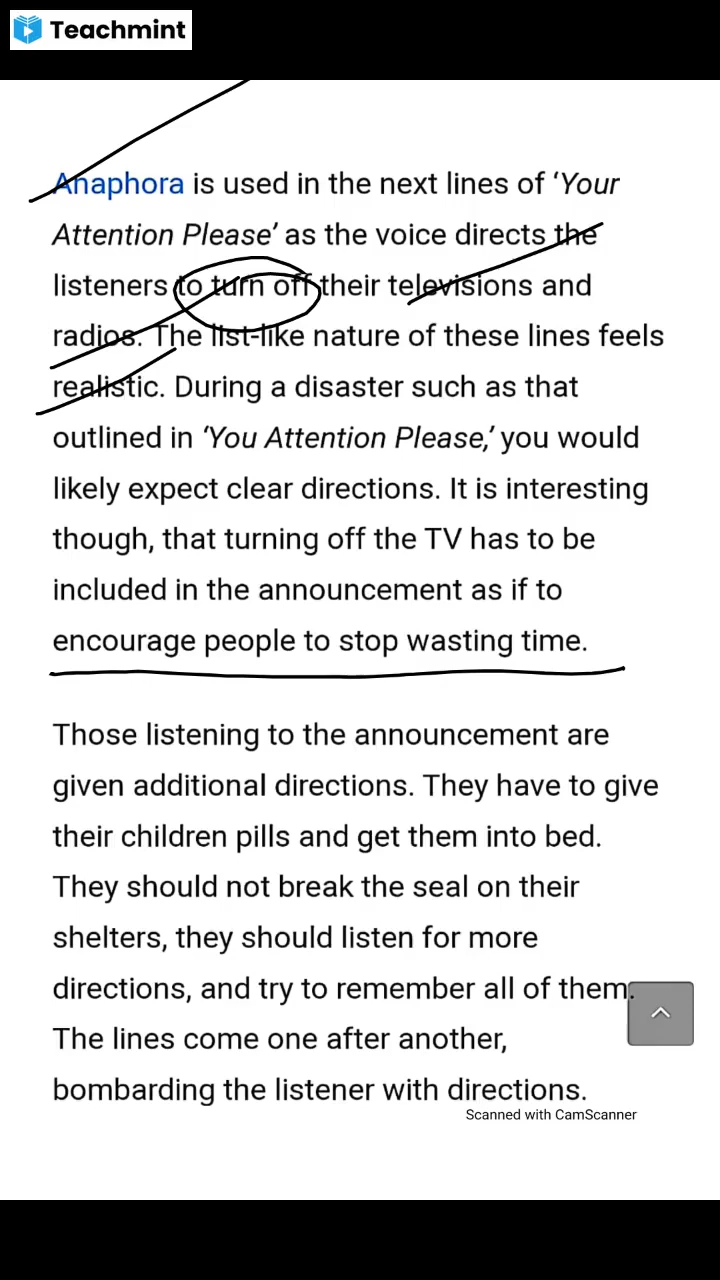 Teachmint
Anaphora is used in the next lines of ‘Your
Attention Please’ as the voice directs the
listeners to turn off their televisions and
radios. The list-like nature of these lines feels
realistic. During a disaster such as that
outlined in ‘You Attention Please,’ you would
likely expect clear directions. It is interesting
though, that turning off the TV has to be
included in the announcement as if to
encourage people to stop wasting time.
Those listening to the announcement are
given additional directions. They have to give
their children pills and get them into bed.
They should not break the seal on their
shelters, they should listen for more
directions, and try to remember all of them.
The lines come one after another,
bombarding the listener with directions.
Scanned with CamScanner